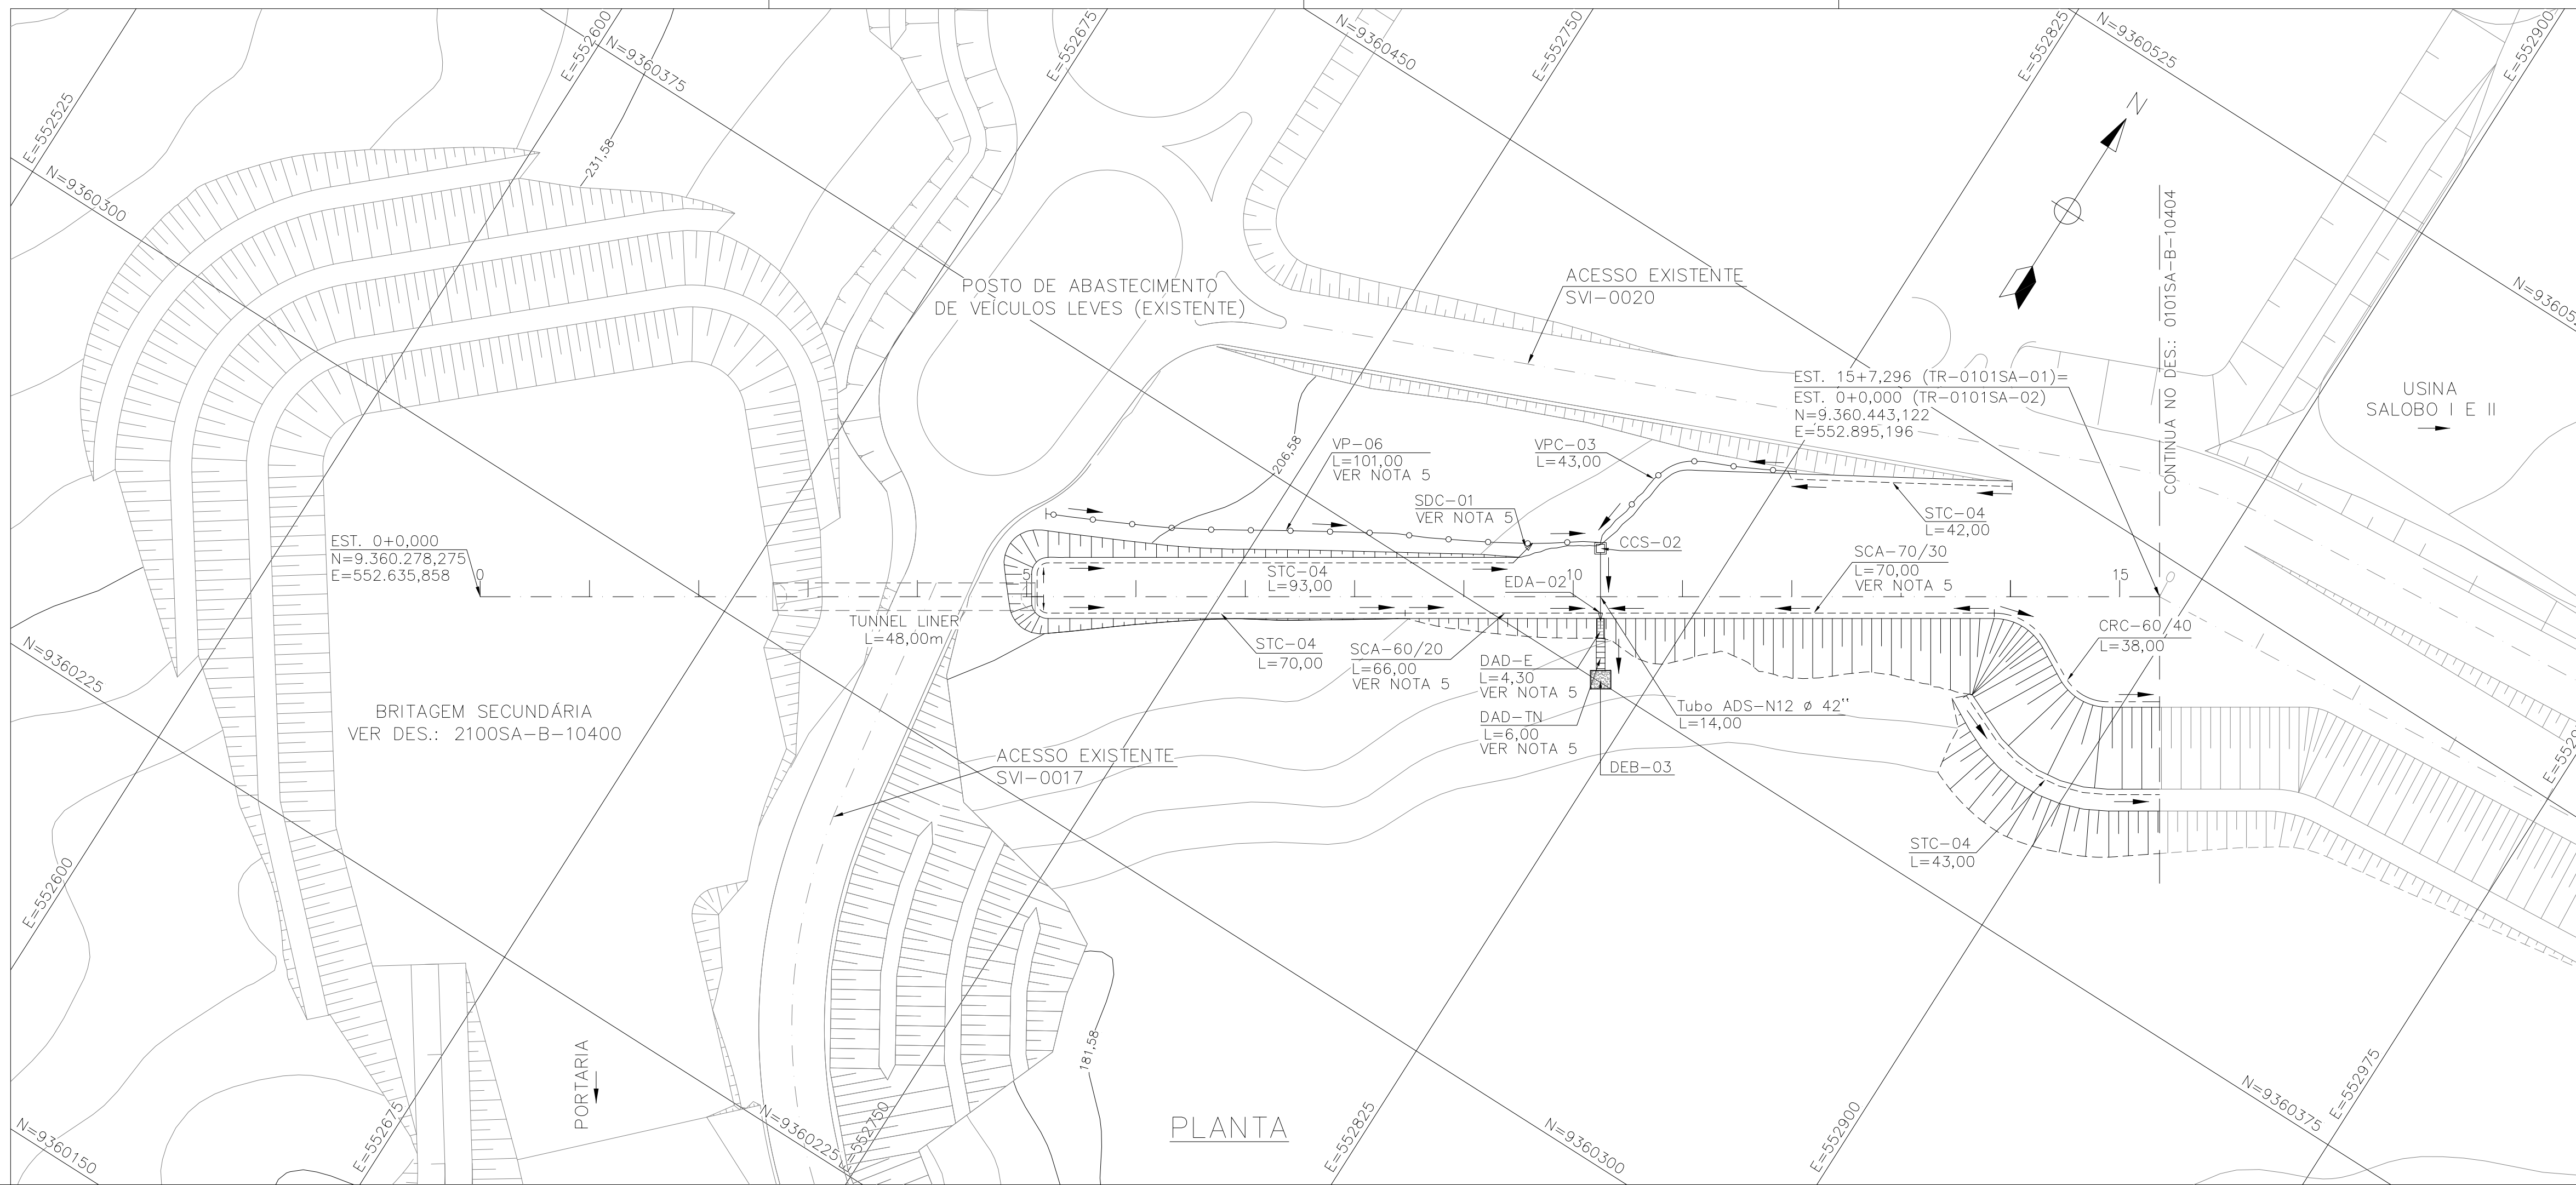 E=552525
N=9360300
E=552600
N=9360375
231,58
E=552675
N=9360450
E=552750
E=552825
N=9360525
E=552900
N
CONTINUA NO DES.: 0101SA-B-10404
POSTO DE ABASTECIMENTO
DE VEÍCULOS LEVES (EXISTENTE)
ACESSO EXISTENTE
SVI-0020
EST. 15+7,296 (TR-0101SA-01)=
EST. 0+0,000 (TR-0101SA-02)
N=9.360.443,122
E=552.895,196
USINA
SALOBO I E II
206,58
VP-06
L=101,00
VER NOTA 5
VPC-03
L=43,00
SDC-01
VER NOTA 5
STC-04
L=42,00
CCS-02
SCA-70/30
L=70,00
VER NOTA 5
EST. 0+0,000
N=9.360.278,275
E=552.635,858
0
5
10
15
0
STC-04
L=93,00
EDA-02
TUNNEL LINER
L=48,00m
STC-04
L=70,00
SCA-60/20
L=66,00
VER NOTA 5
DAD-E
L=4,30
VER NOTA 5
DAD-TN
L=6,00
VER NOTA 5
Tubo ADS-N12 ø 42"
L=14,00
DEB-03
CRC-60/40
L=38,00
STC-04
L=43,00
N=9360225
BRITAGEM SECUNDÁRIA
VER DES.: 2100SA-B-10400
ACESSO EXISTENTE
SVI-0017
E=552600
181,58
PORTARIA
PLANTA
N=9360150
E=552675
N=9360225
E=552750
E=552825
N=9360300
E=552900
N=9360375
E=552975